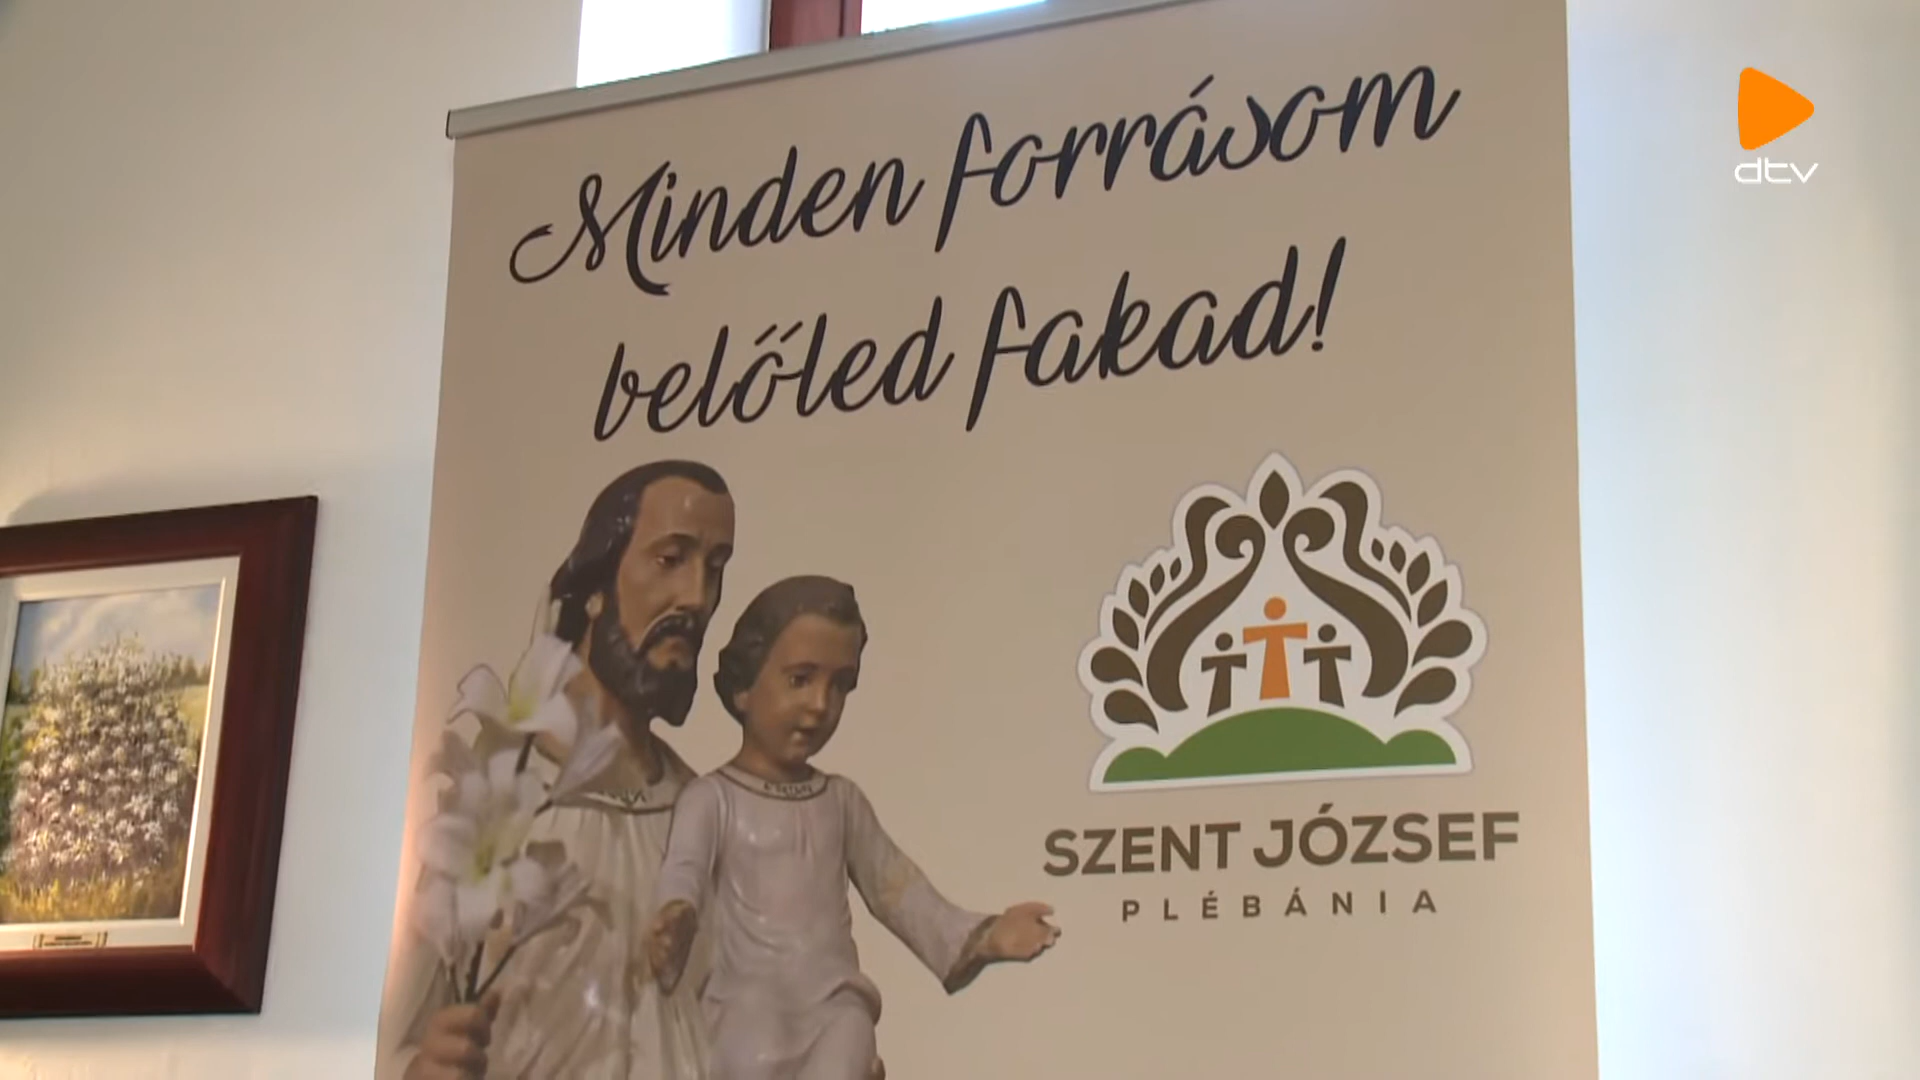 Minden forrásom
belőled fakad!
SZENT JÓZSEF
PLÉBÁNIA
dtv